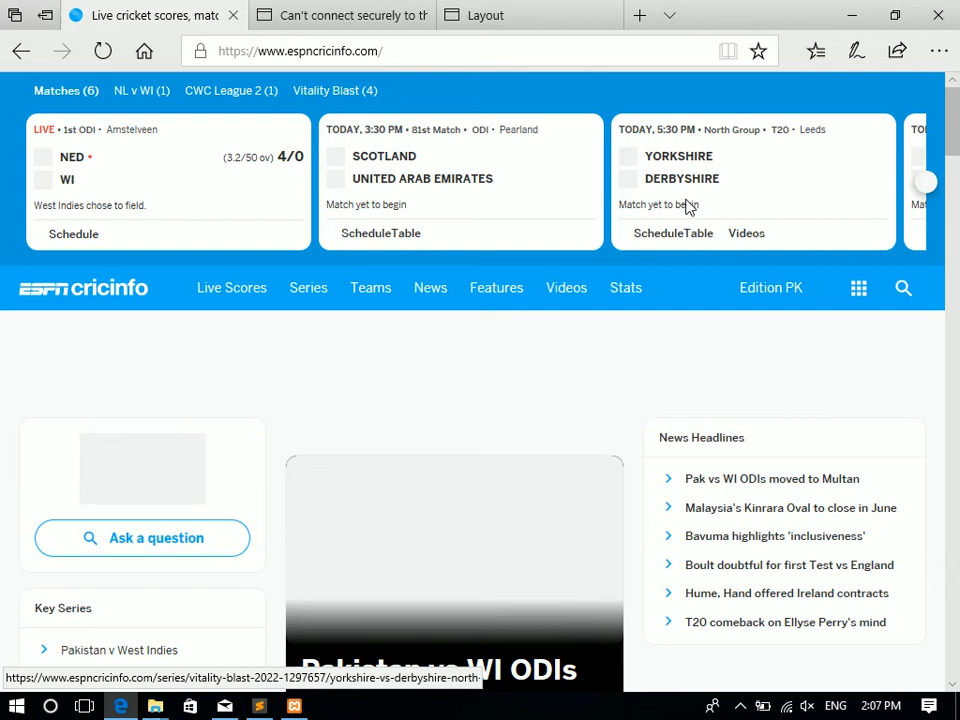 Live cricket scores, matc
Can't connect securely to th
Layout
https://www.espncricinfo.com/
Matches (6)
NL v WI (1)
CWC League 2 (1)
Vitality Blast (4)
LIVE • 1st ODI • Amstelveen
NED • (3.2/50 ov) 4/0
WI
West Indies chose to field.
Schedule
TODAY, 3:30 PM • 81st Match • ODI • Pearland
SCOTLAND
UNITED ARAB EMIRATES
Match yet to begin
ScheduleTable
TODAY, 5:30 PM • North Group • T20 • Leeds
YORKSHIRE
DERBYSHIRE
Match yet to begin
ScheduleTable Videos
ESPN cricinfo
Live Scores
Series
Teams
News
Features
Videos
Stats
Edition PK
Ask a question
Key Series
Pakistan v West Indies
Pakistan vs WI ODIs
News Headlines
Pak vs WI ODIs moved to Multan
Malaysia's Kinrara Oval to close in June
Bavuma highlights 'inclusiveness'
Boult doubtful for first Test vs England
Hume, Hand offered Ireland contracts
T20 comeback on Ellyse Perry's mind
https://www.espncricinfo.com/series/vitality-blast-2022-1297657/yorkshire-vs-derbyshire-north-
ENG
2:07 PM